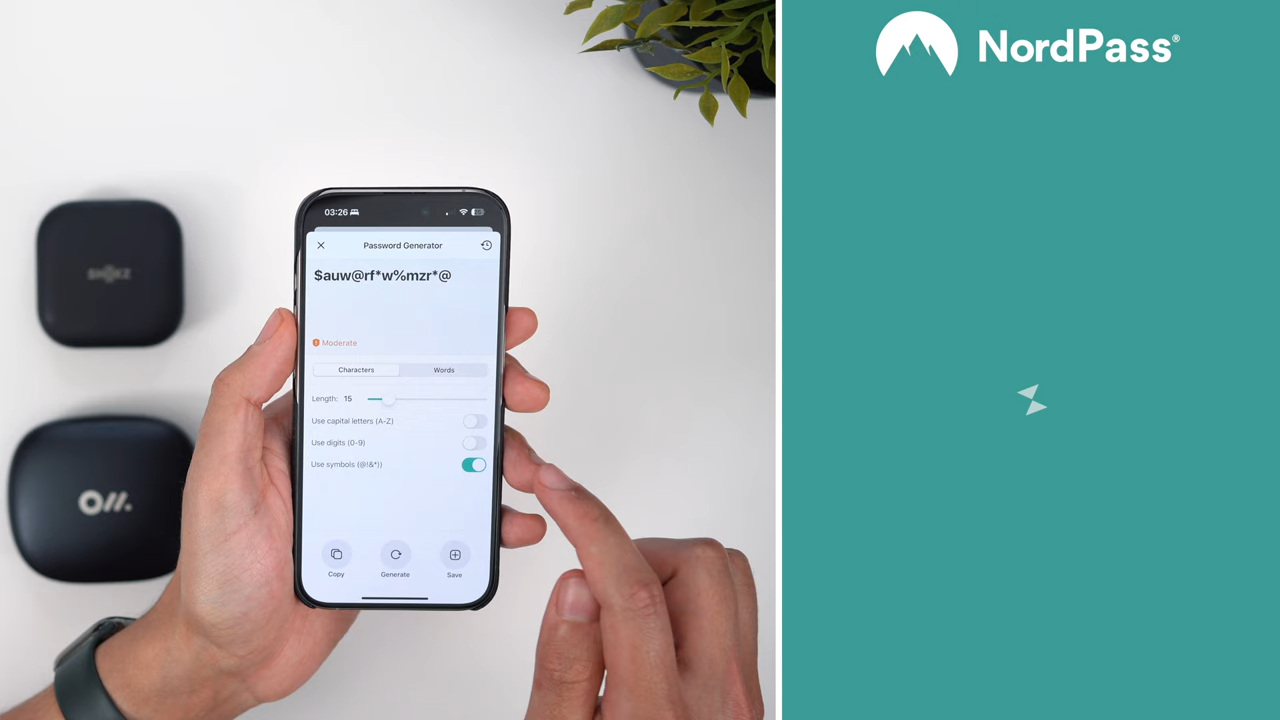 NordPass®
SHOKZ
03:26
Password Generator
$auw@rf*w%mzr*@
Moderate
Characters
Words
Length: 15
Use capital letters (A-Z)
Use digits (0-9)
Use symbols (@!&*))
Copy
Generate
Save